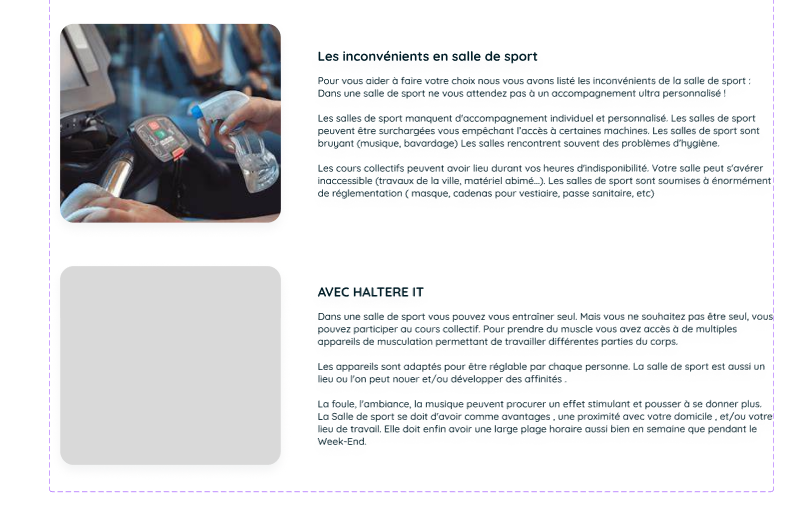 Les inconvénients en salle de sport
Pour vous aider à faire votre choix nous vous avons listé les inconvénients de la salle de sport :
Dans une salle de sport ne vous attendez pas à un accompagnement ultra personnalisé !
Les salles de sport manquent d'accompagnement individuel et personnalisé. Les salles de sport
peuvent être surchargées vous empêchant l'accès à certaines machines. Les salles de sport sont
bruyant (musique, bavardage) Les salles rencontrent souvent des problèmes d'hygiène.
Les cours collectifs peuvent avoir lieu durant vos heures d'indisponibilité. Votre salle peut s'avérer
inaccessible (travaux de la ville, matériel abimé...). Les salles de sport sont soumises à énormément
de réglementation ( masque, cadenas pour vestiaire, passe sanitaire, etc)
AVEC HALTERE IT
Dans une salle de sport vous pouvez vous entraîner seul. Mais vous ne souhaitez pas être seul, vous
pouvez participer au cours collectif. Pour prendre du muscle vous avez accès à de multiples
appareils de musculation permettant de travailler différentes parties du corps.
Les appareils sont adaptés pour être réglable par chaque personne. La salle de sport est aussi un
lieu ou l'on peut nouer et/ou développer des affinités .
La foule, l'ambiance, la musique peuvent procurer un effet stimulant et pousser à se donner plus.
La Salle de sport se doit d'avoir comme avantages , une proximité avec votre domicile , et/ou votre
lieu de travail. Elle doit enfin avoir une large plage horaire aussi bien en semaine que pendant le
Week-End.